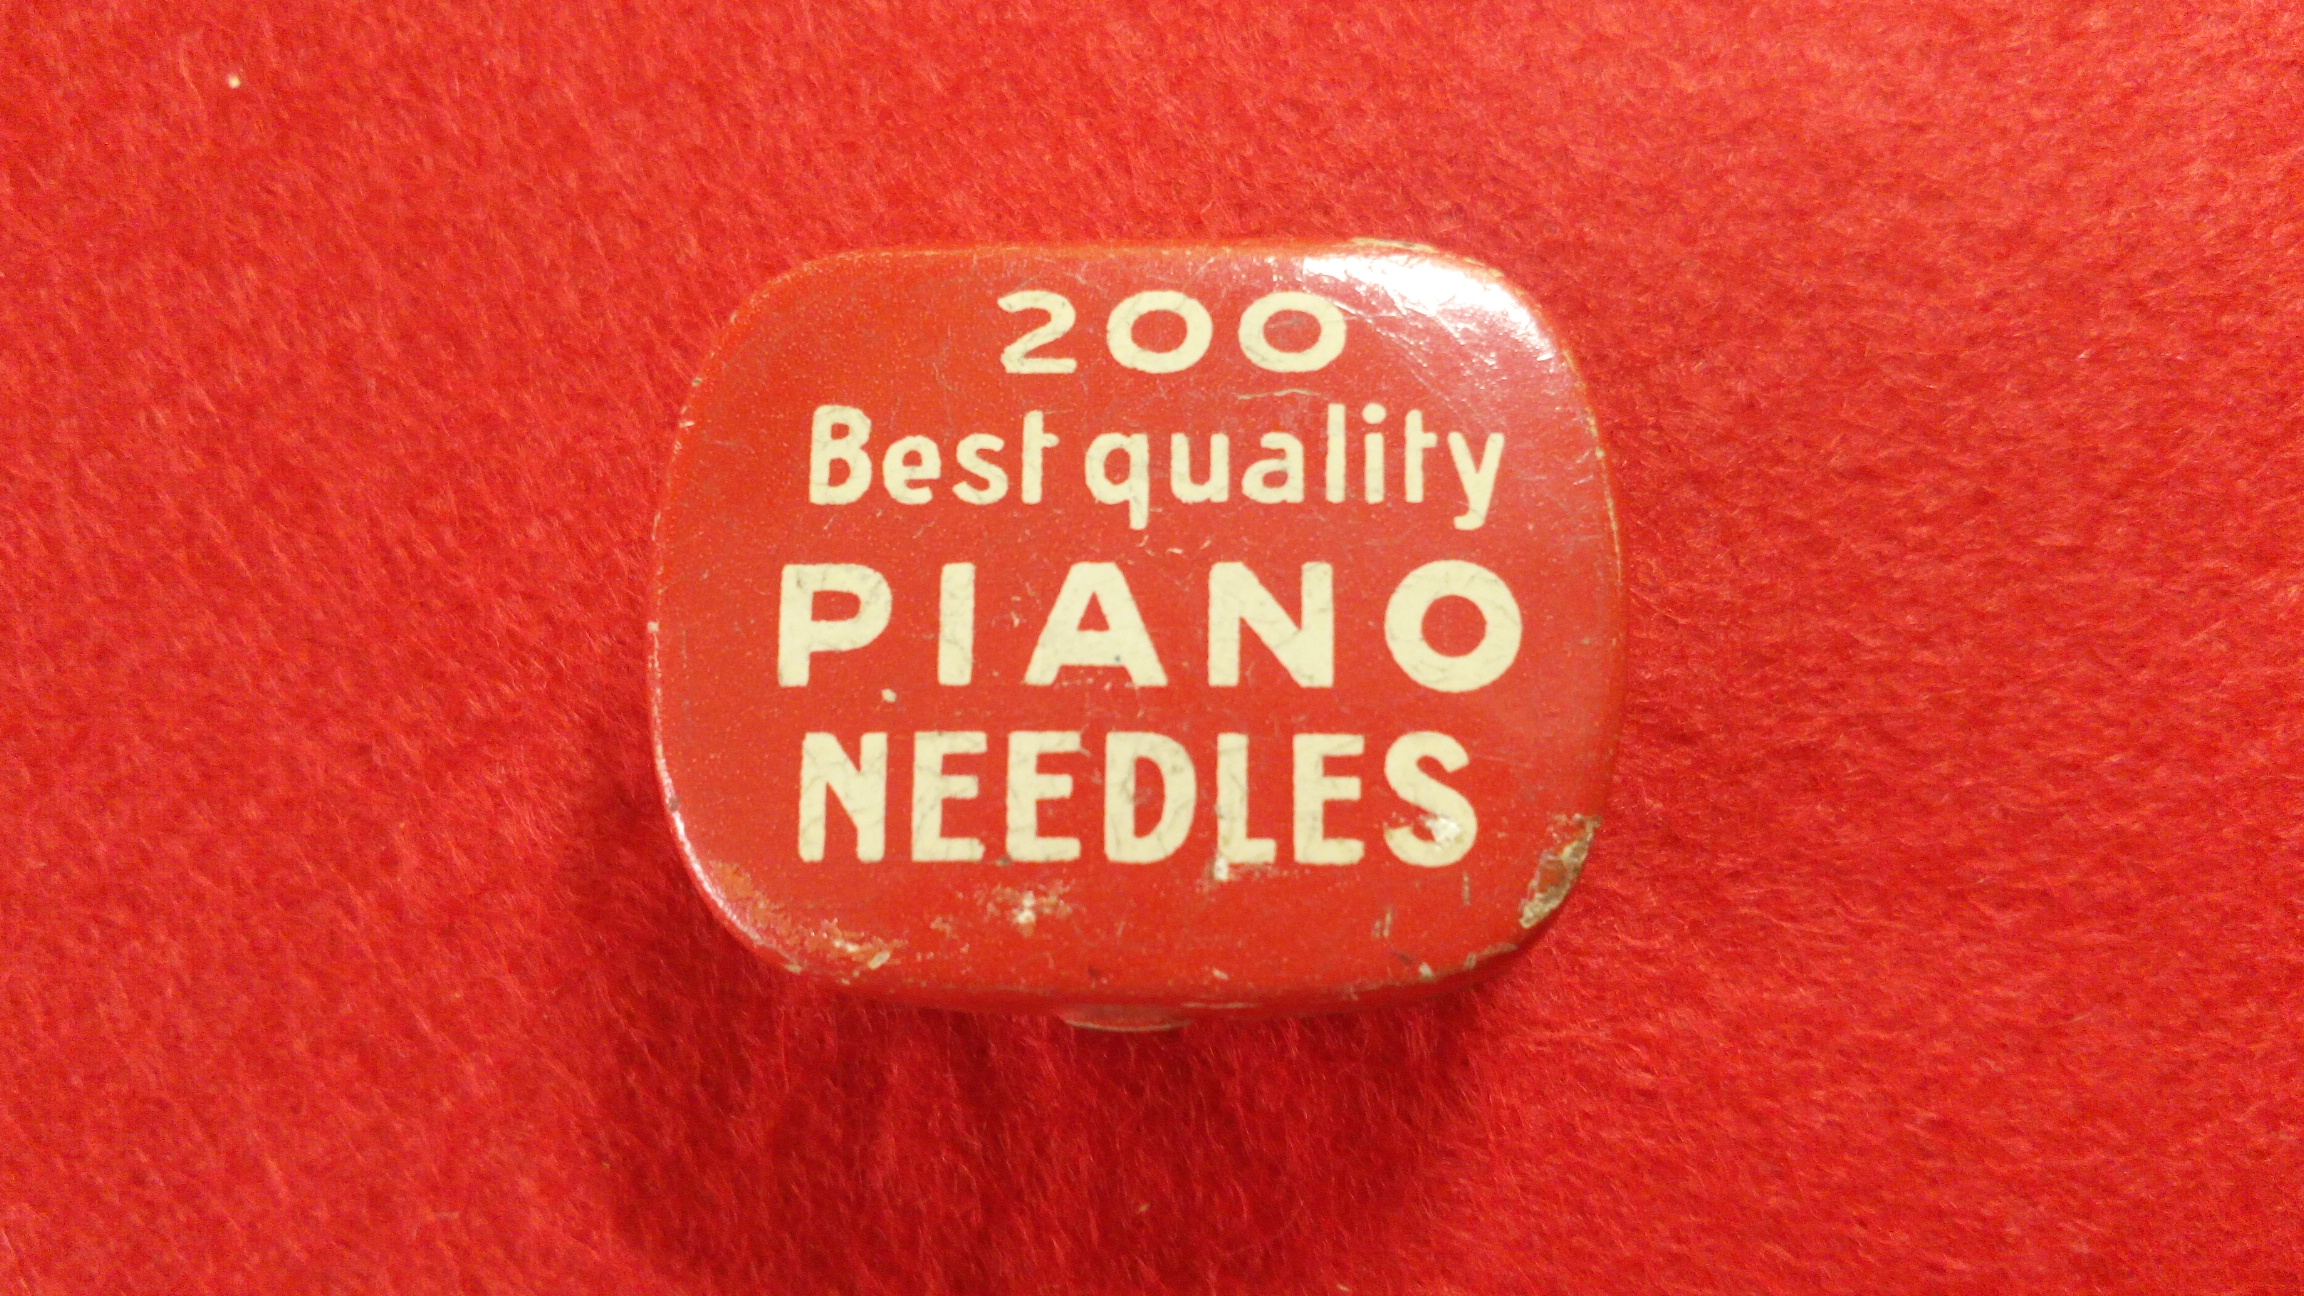 200
Best quality
PIANO
NEEDLES